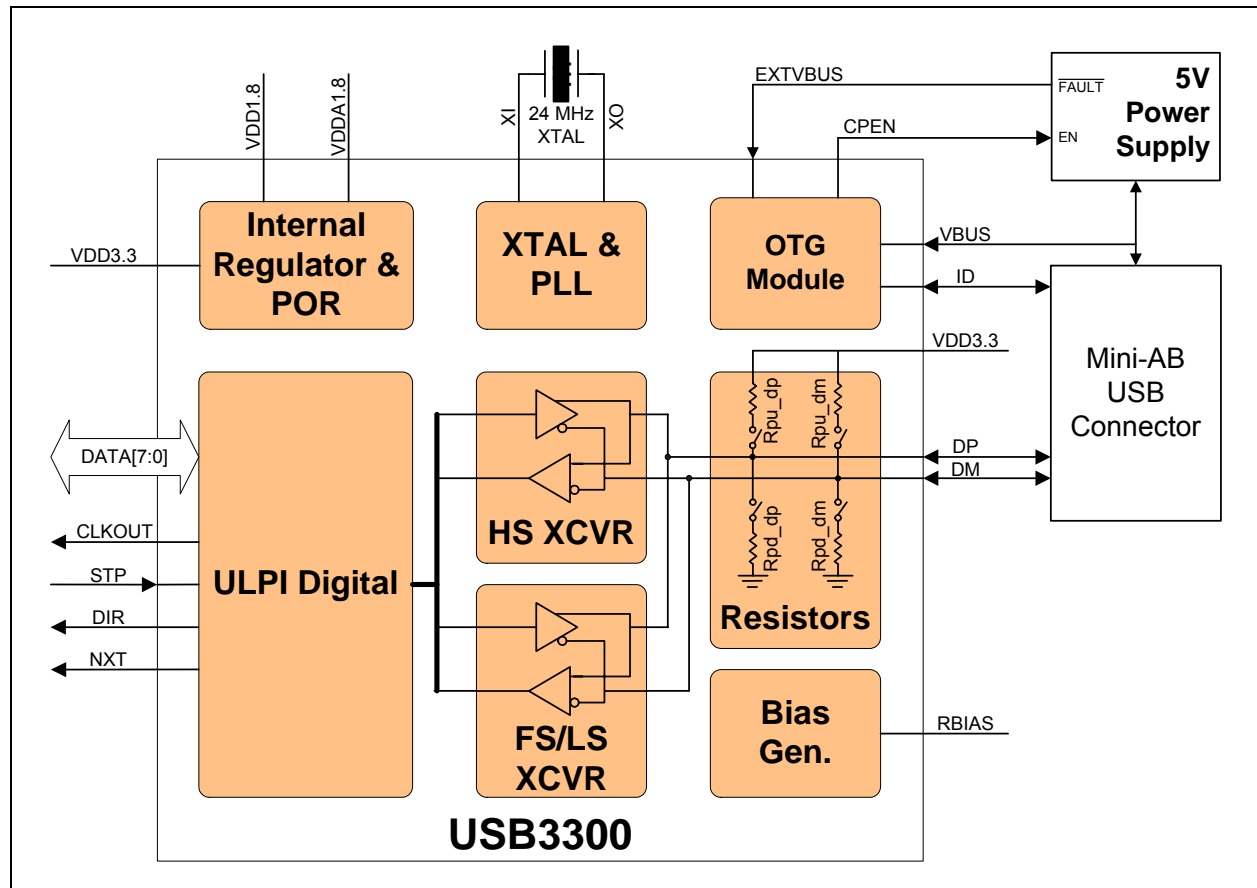 VDD1.8
VDDA1.8
XI
24 MHz
XTAL
XO
EXTVBUS
CPEN
FAULT
EN
5V
Power
Supply
VDD3.3
Internal
Regulator &
POR
XTAL &
PLL
OTG
Module
VBUS
ID
VDD3.3
Mini-AB
USB
Connector
Rpu_dp
Rpu_dm
DP
DM
Rpd_dp
Rpd_dm
Resistors
DATA[7:0]
CLKOUT
STP
DIR
NXT
ULPI Digital
HS XCVR
FS/LS
XCVR
Bias
Gen.
RBIAS
USB3300